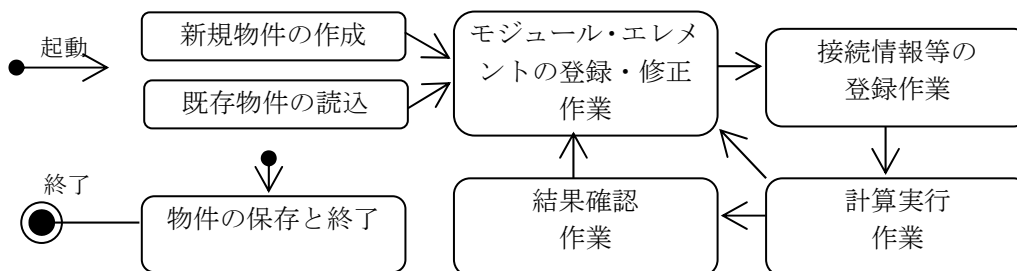 起動
新規物件の作成
既存物件の読込
モジュール・エレメ
ントの登録・修正
作業
接続情報等の
登録作業
終了
物件の保存と終了
結果確認
作業
計算実行
作業